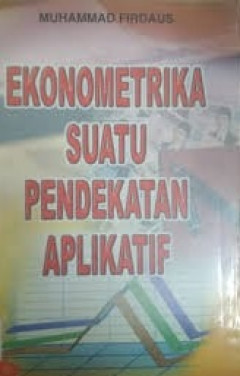 MUHAMMAD FIRDAUS
EKONOMETRIKA
SUATU
PENDEKATAN
APLIKATIF